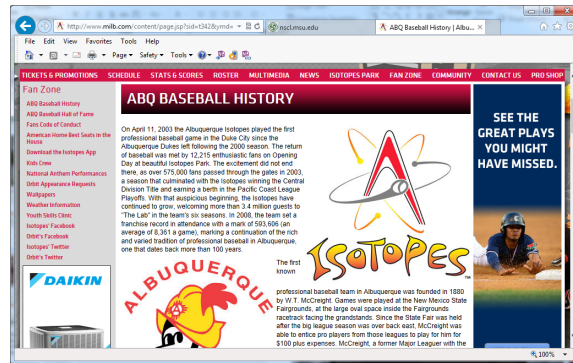 http://www.milb.com/content/page.jsp?sid=t342&ymd=
nscl.msu.edu
ABQ Baseball History | Albu...
File Edit View Favorites Tools Help
Page Safety Tools
TICKETS & PROMOTIONS SCHEDULE STATS & SCORES ROSTER MULTIMEDIA NEWS ISOTOPES PARK FAN ZONE COMMUNITY CONTACT US PRO SHOP
Fan Zone
ABQ Baseball History
ABQ Baseball Hall of Fame
Fans Code of Conduct
American Home Best Seats in the
House
Download the Isotopes App
Kids Crew
National Anthem Performances
Orbit Appearance Requests
Wallpapers
Weather Information
Youth Skills Clinic
Isotopes' Facebook
Orbit's Facebook
Isotopes' Twitter
Orbit's Twitter
DAIKIN
ABQ BASEBALL HISTORY
On April 11, 2003 the Albuquerque Isotopes played the first
professional baseball game in the Duke City since the
Albuquerque Dukes left following the 2000 season. The return
of baseball was met by 12,215 enthusiastic fans on Opening
Day at beautiful Isotopes Park. The excitement did not end
there, as over 575,000 fans passed through the gates in 2003,
a season that culminated with the Isotopes winning the Central
Division Title and earning a berth in the Pacific Coast League
Playoffs. With that auspicious beginning, the Isotopes have
continued to grow, welcoming more than 3.4 million guests to
"The Lab" in the team's six seasons. In 2008, the team set a
franchise record in attendance with a mark of 593,606 (an
average of 8,361 a game), marking a continuation of the rich
and varied tradition of professional baseball in Albuquerque,
one that dates back more than 100 years.
ISOTOPES
ALBUQUERQUE
The first
known
professional baseball team in Albuquerque was founded in 1880
by W.T. McCreight. Games were played at the New Mexico State
Fairgrounds, at the large oval space inside the Fairgrounds
racetrack facing the grandstands. Since the State Fair was held
after the big league season was over back east, McCreight was
able to entice pro players from those leagues to play for him for
$100 plus expenses. McCreight, a former Major Leaguer with the
SEE THE
GREAT PLAYS
YOU MIGHT
HAVE MISSED.
100%